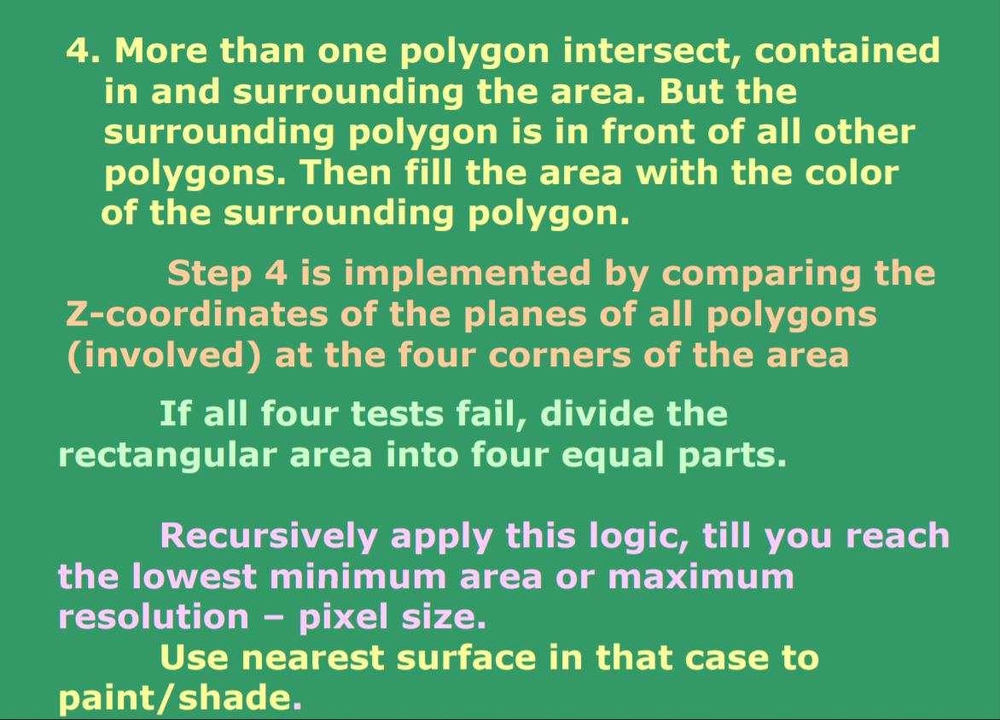 4. More than one polygon intersect, contained
in and surrounding the area. But the
surrounding polygon is in front of all other
polygons. Then fill the area with the color
of the surrounding polygon.
Step 4 is implemented by comparing the
Z-coordinates of the planes of all polygons
(involved) at the four corners of the area
If all four tests fail, divide the
rectangular area into four equal parts.
Recursively apply this logic, till you reach
the lowest minimum area or maximum
resolution – pixel size.
Use nearest surface in that case to
paint/shade.